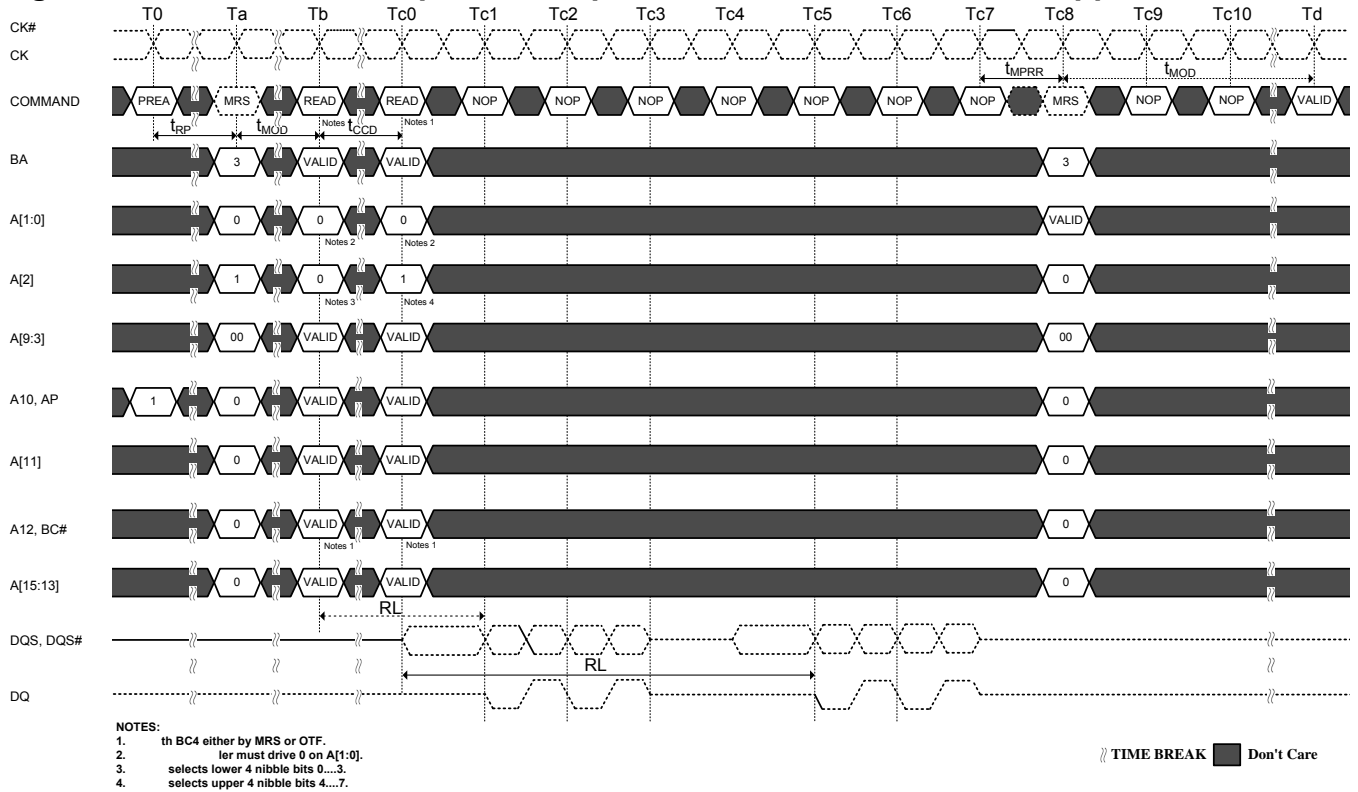 T0 Ta Tb Tc0 Tc1 Tc2 Tc3 Tc4 Tc5 Tc6 Tc7 Tc8 Tc9 Tc10 Td
CK#
CK
tMPRR tMOD
COMMAND PREA MRS READ READ NOP NOP NOP NOP NOP NOP NOP MRS NOP NOP VALID
Notes 1 Notes 1
tRP tMOD tCCD
BA 3 VALID VALID 3
A[1:0] 0 0 0 VALID
Notes 2 Notes 2
A[2] 1 0 1 0
Notes 3 Notes 4
A[9:3] 00 VALID VALID 00
A10, AP 1 0 VALID VALID 0
A[11] 0 VALID VALID 0
A12, BC# 0 VALID VALID 0
Notes 1 Notes 1
A[15:13] 0 VALID VALID 0
RL
DQS, DQS#
RL
DQ
NOTES:
1. th BC4 either by MRS or OTF.
2. ler must drive 0 on A[1:0].
3. selects lower 4 nibble bits 0....3.
4. selects upper 4 nibble bits 4....7.
TIME BREAK Don't Care